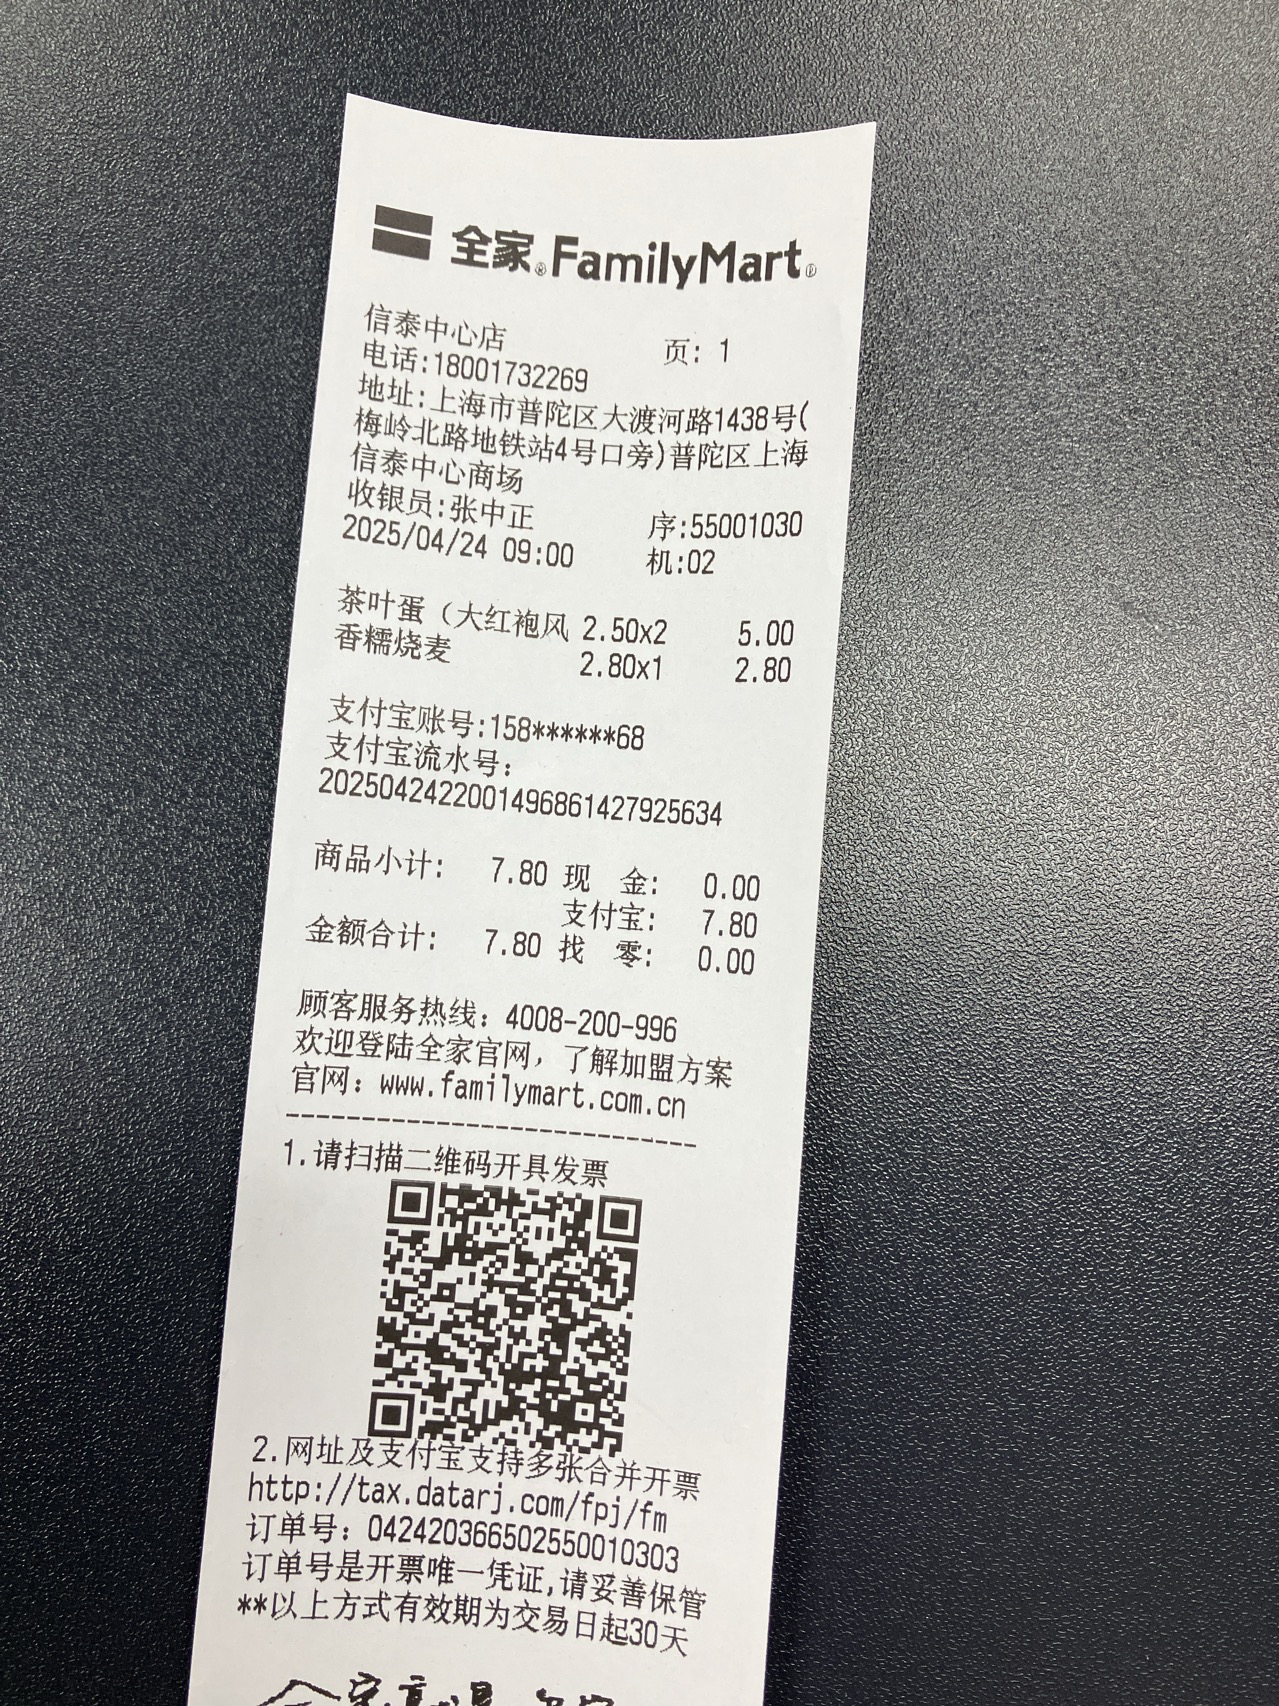 全家® FamilyMart®
信泰中心店 页: 1
电话:18001732269
地址:上海市普陀区大渡河路1438号(
梅岭北路地铁站4号口旁)普陀区上海
信泰中心商场
收银员:张中正 序:55001030
2025/04/24 09:00 机:02
茶叶蛋（大红袍风 2.50x2 5.00
香糯烧麦 2.80x1 2.80
支付宝账号:158******68
支付宝流水号:
2025042422001496861427925634
商品小计: 7.80 现 金: 0.00
支付宝: 7.80
金额合计: 7.80 找 零: 0.00
顾客服务热线: 4008-200-996
欢迎登陆全家官网, 了解加盟方案
官网: www.familymart.com.cn
------------------------------
1.请扫描二维码开具发票
2.网址及支付宝支持多张合并开票
http://tax.datarj.com/fpj/fm
订单号: 042420366502550010303
订单号是开票唯一凭证,请妥善保管
**以上方式有效期为交易日起30天